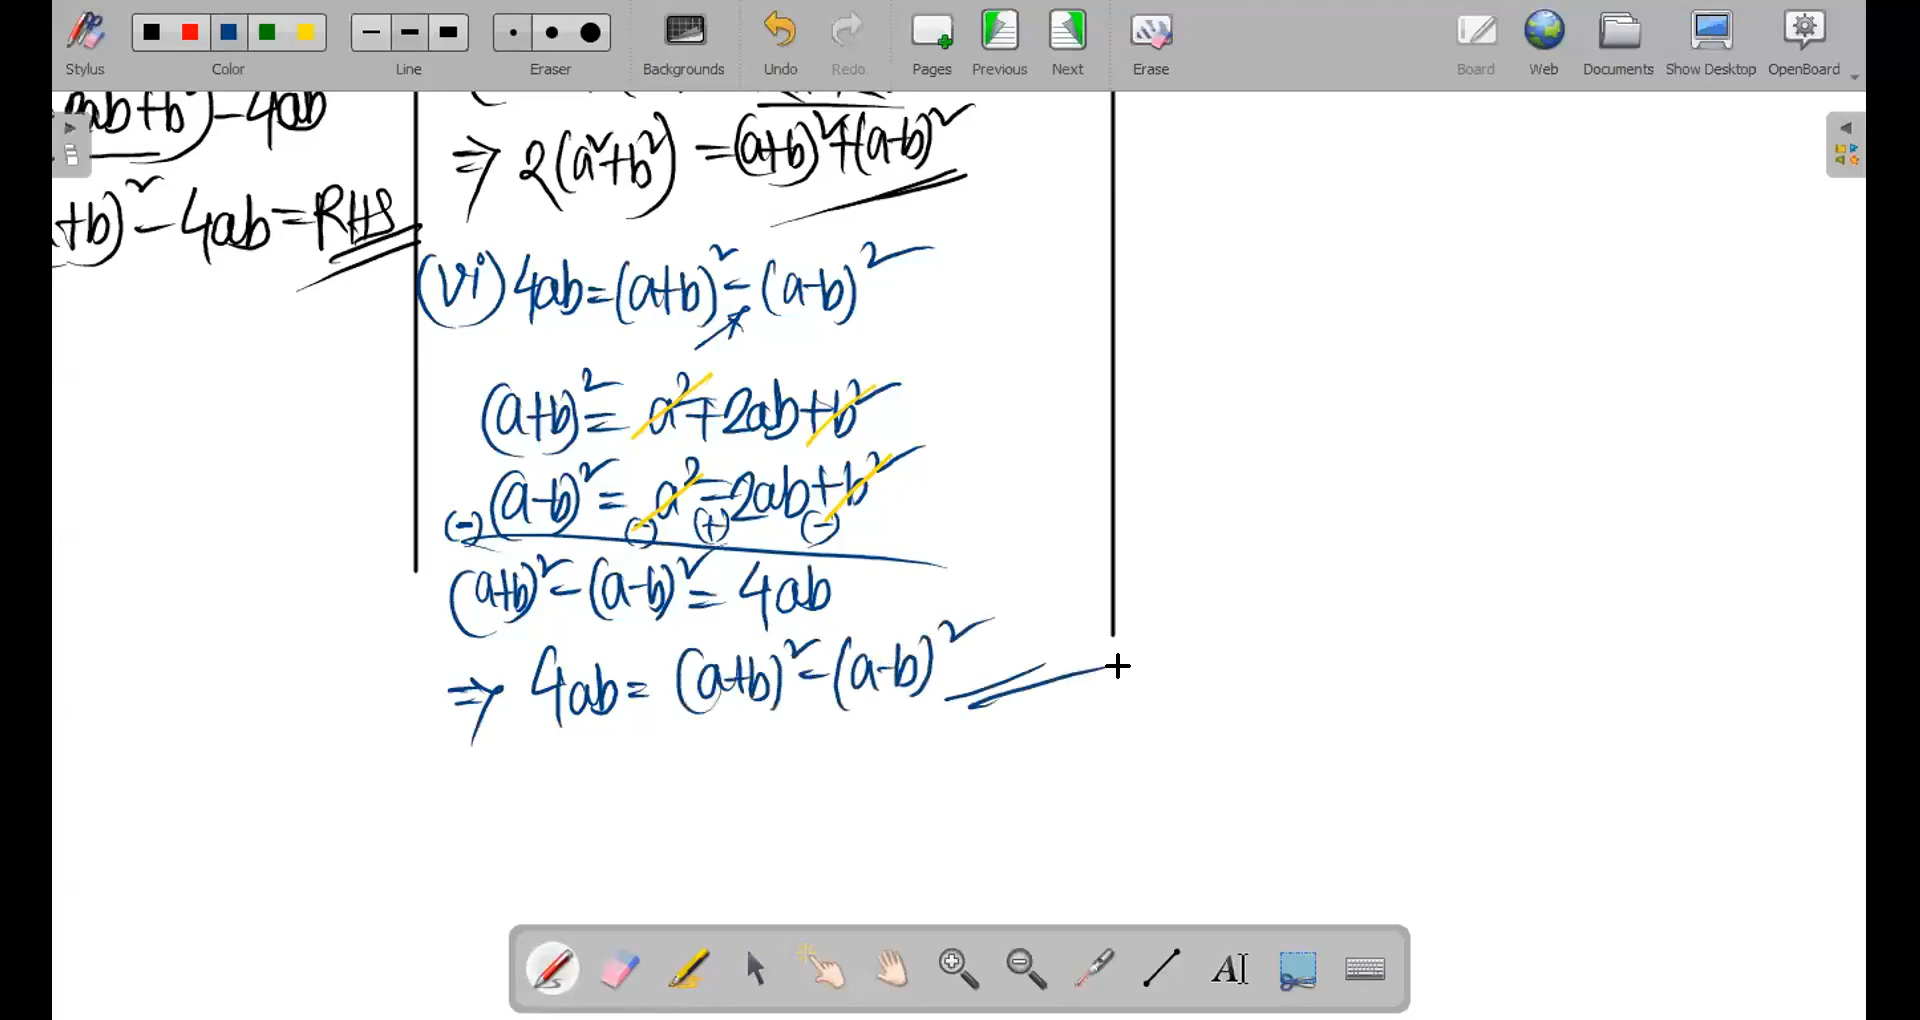 Stylus Color Line Eraser Backgrounds Undo Redo Pages Previous Next Erase Board Web Documents Show Desktop OpenBoard
ab+b²)-4ab
+b)²-4ab=RHS
⇒ 2(a²+b²) =(a+b)²+(a-b)²
(vi) 4ab=(a+b)²-(a-b)²
(a+b)²= a²+2ab+b²
(a-b)²= a²-2ab+b²
(-) (-) (+) (-)
(a+b)²-(a-b)²= 4ab
⇒ 4ab= (a+b)²-(a-b)²